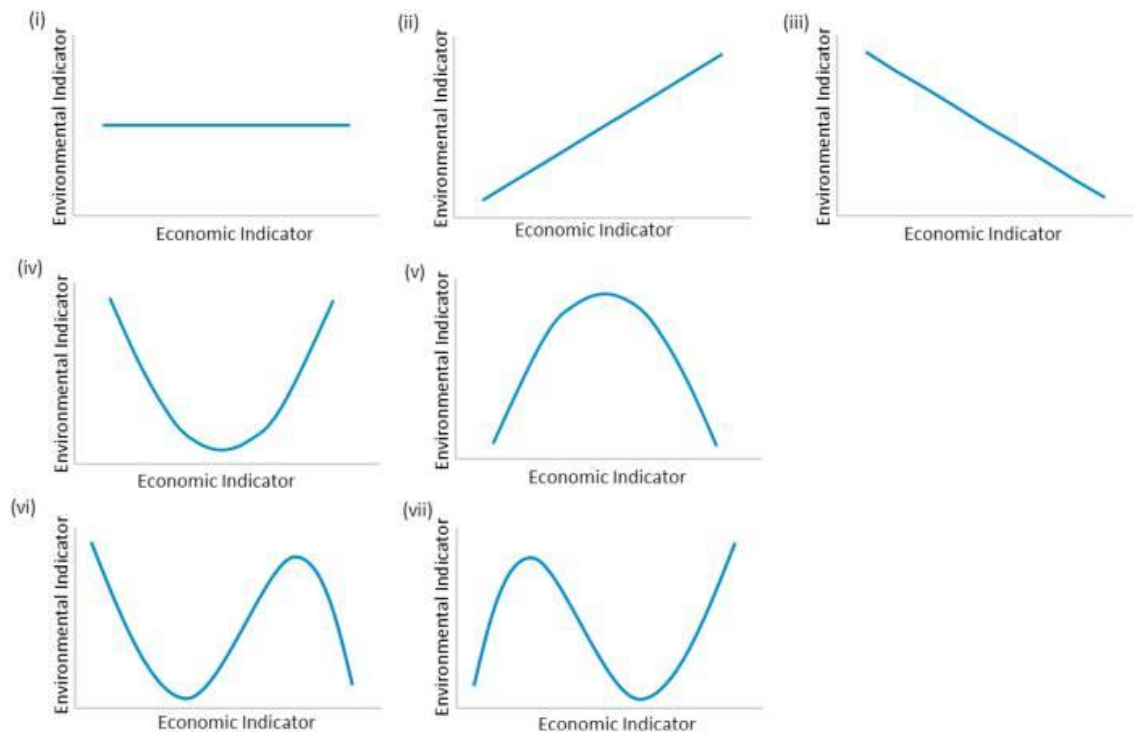 (i)
Environmental Indicator
Economic Indicator
(ii)
Environmental Indicator
Economic Indicator
(iii)
Environmental Indicator
Economic Indicator
(iv)
Environmental Indicator
Economic Indicator
(v)
Environmental Indicator
Economic Indicator
(vi)
Environmental Indicator
Economic Indicator
(vii)
Environmental Indicator
Economic Indicator